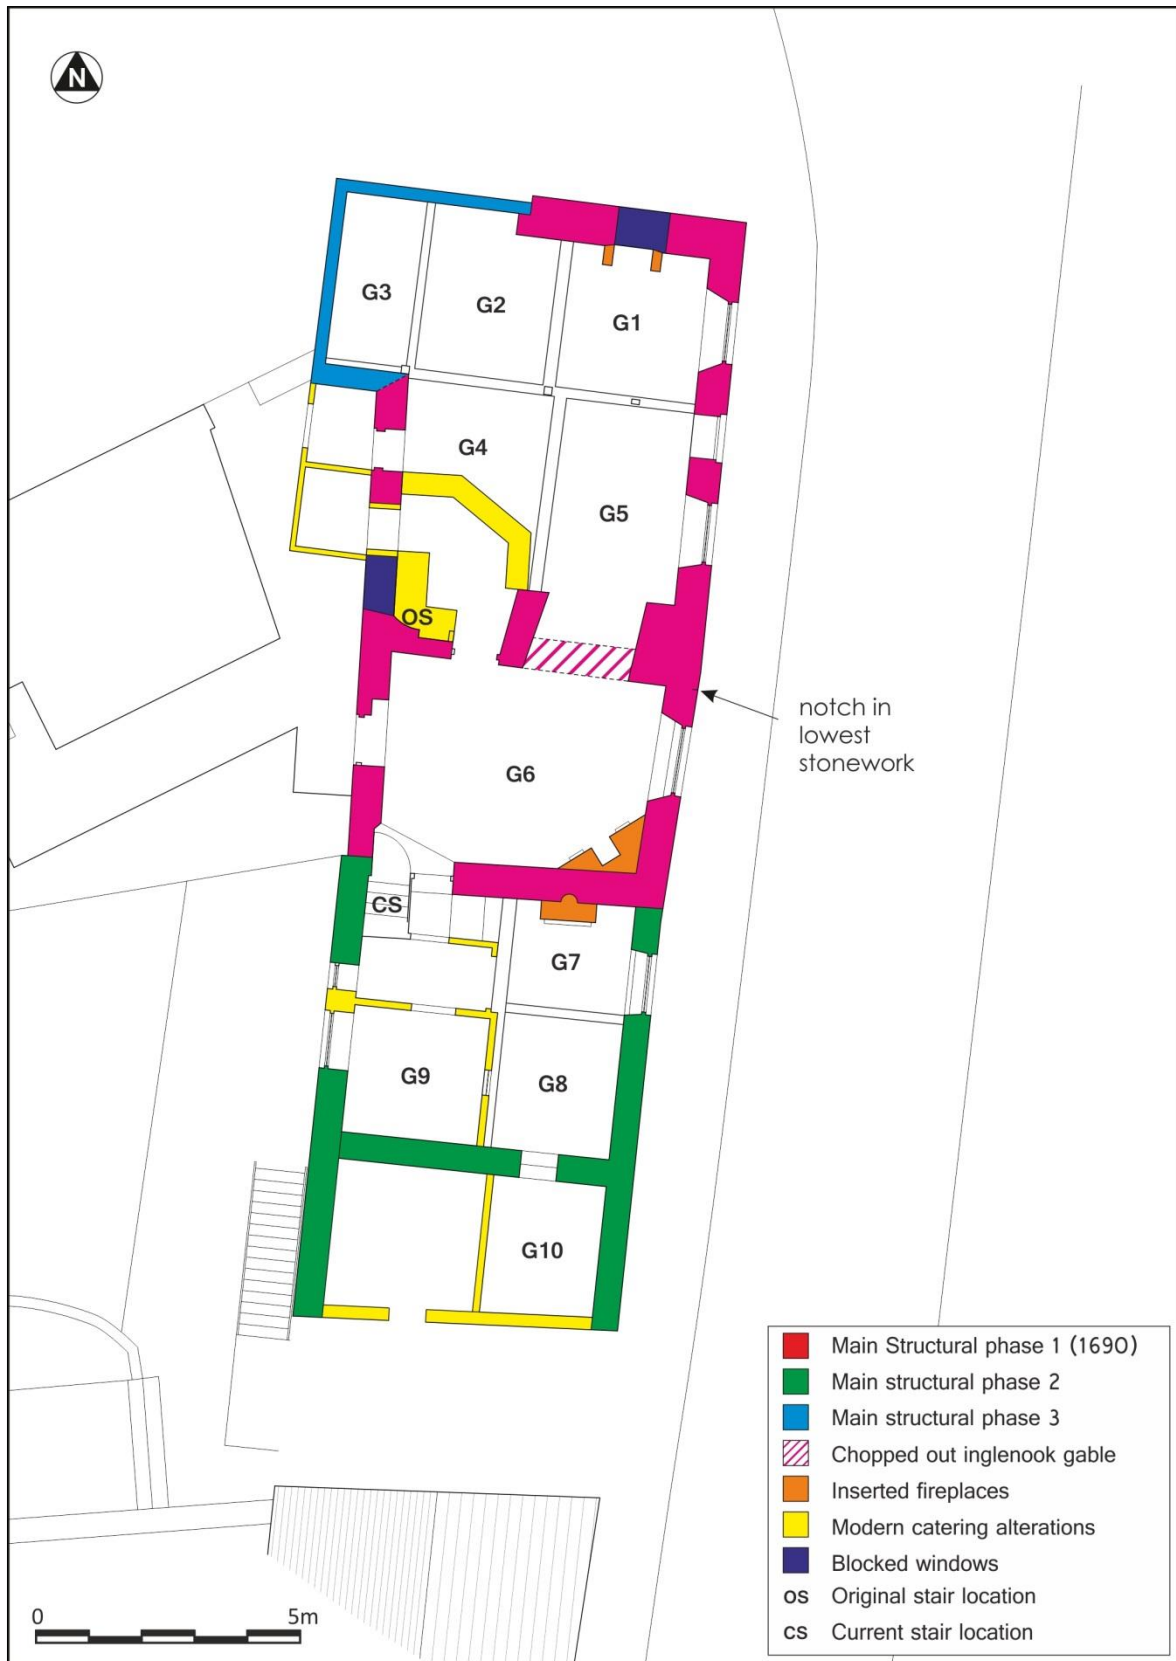 N
G3
G2
G1
G4
G5
OS
notch in
lowest
stonework
G6
CS
G7
G9
G8
G10
Main Structural phase 1 (1690)
Main structural phase 2
Main structural phase 3
Chopped out inglenook gable
Inserted fireplaces
Modern catering alterations
Blocked windows
OS Original stair location
CS Current stair location
0 5m